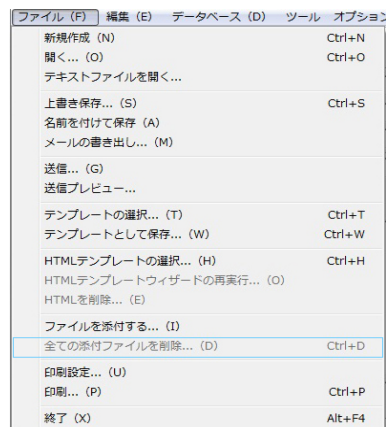 ファイル（F） 編集（E） データベース（D） ツール オプション
新規作成（N） Ctrl+N
開く...（O） Ctrl+O
テキストファイルを開く...
上書き保存...（S） Ctrl+S
名前を付けて保存（A）
メールの書き出し...（M）
送信...（G）
送信プレビュー...
テンプレートの選択...（T） Ctrl+T
テンプレートとして保存...（W） Ctrl+W
HTMLテンプレートの選択...（H） Ctrl+H
HTMLテンプレートウィザードの再実行...（O）
HTMLを削除...（E）
ファイルを添付する...（I）
全ての添付ファイルを削除...（D） Ctrl+D
印刷設定...（U）
印刷...（P） Ctrl+P
終了（X） Alt+F4